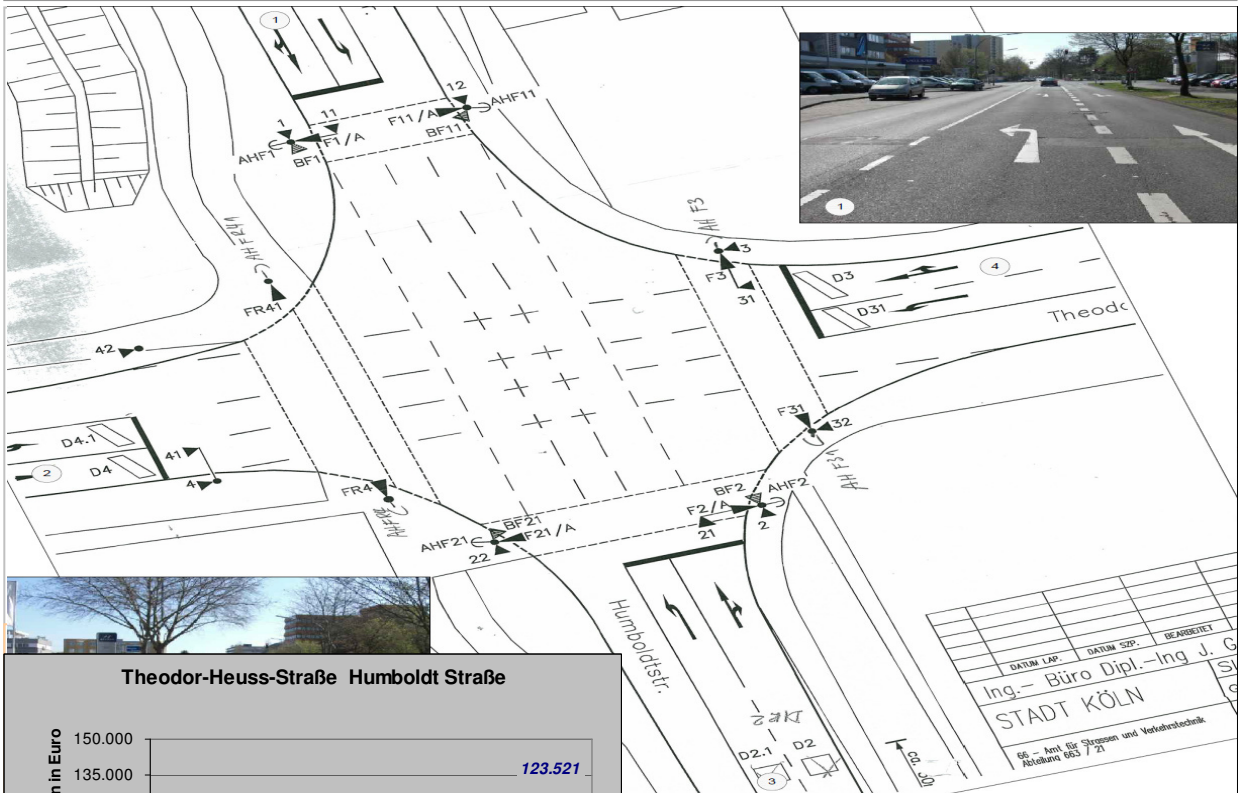 1
12
AHF11
F11/A
BF11
1
11
F1/A
AHF1
BF1
1
AHFR41
AH F3
3
F3
31
D3
4
D31
FR41
42
D4.1
41
D4
2
4
F31
32
AH F31
FR4
BF2
AHF2
F2/A
21
2
BF21
AHF21
F21/A
22
Humboldtstr.
D2.1
D2
3
DATUM LAP.
DATUM SZP.
BEARBEITET
Ing.- Büro Dipl.-Ing J.
STADT KÖLN
66 - Amt für Strassen und Verkehrstechnik
Abteilung 663 / 21
Theodor-Heuss-Straße Humboldt Straße
in Euro
150.000
135.000
123.521